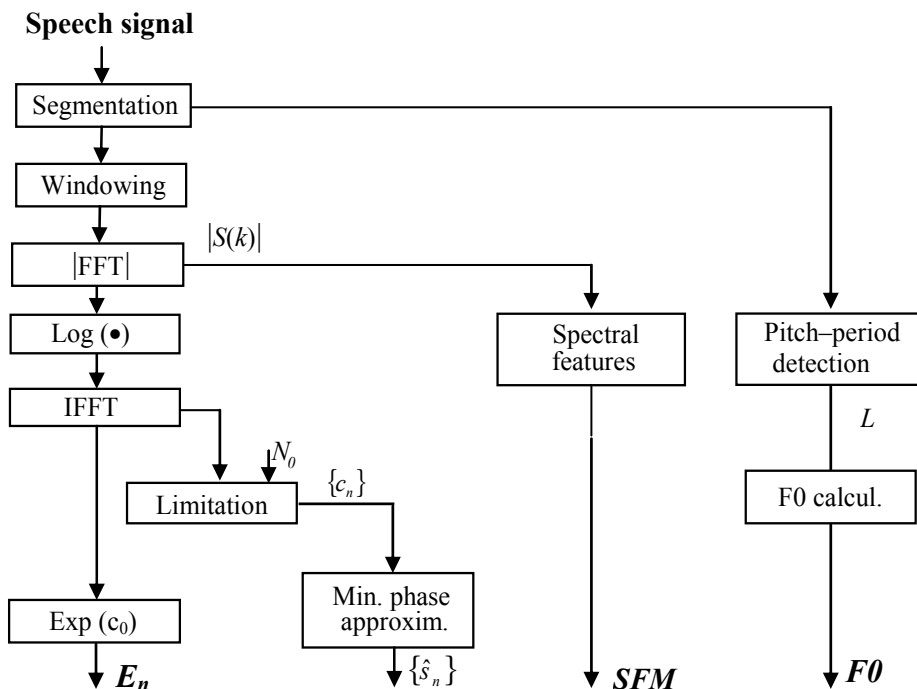 Speech signal
Segmentation
Windowing
|S(k)|
|FFT|
Log (•)
Spectral
features
Pitch–period
detection
IFFT
L
N₀
{cₙ}
Limitation
F0 calcul.
Min. phase
approxim.
Exp (c₀)
Eₙ
{ŝₙ}
SFM
F0